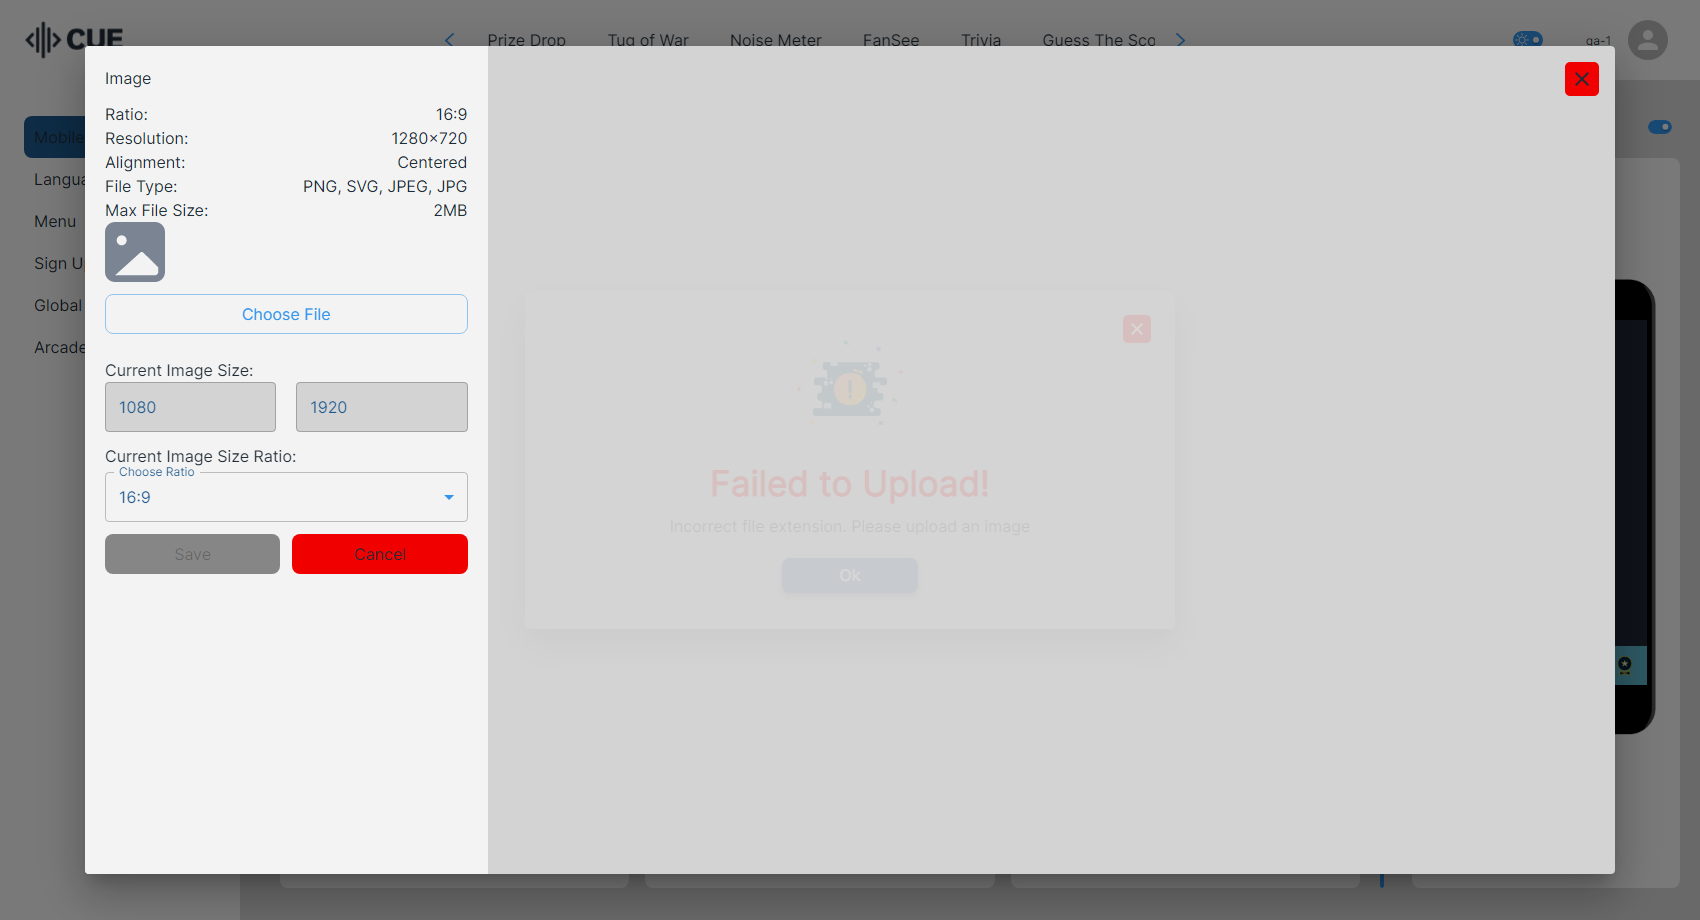 CUE
Prize Drop
Tug of War
Noise Meter
FanSee
Trivia
Guess The Sco
qa-1
Mobile
Langua
Menu
Sign U
Global
Arcade
Image
Ratio: 16:9
Resolution: 1280x720
Alignment: Centered
File Type: PNG, SVG, JPEG, JPG
Max File Size: 2MB
Choose File
Current Image Size:
1080 1920
Current Image Size Ratio:
Choose Ratio
16:9
Save Cancel
Failed to Upload!
Incorrect file extension. Please upload an image
Ok